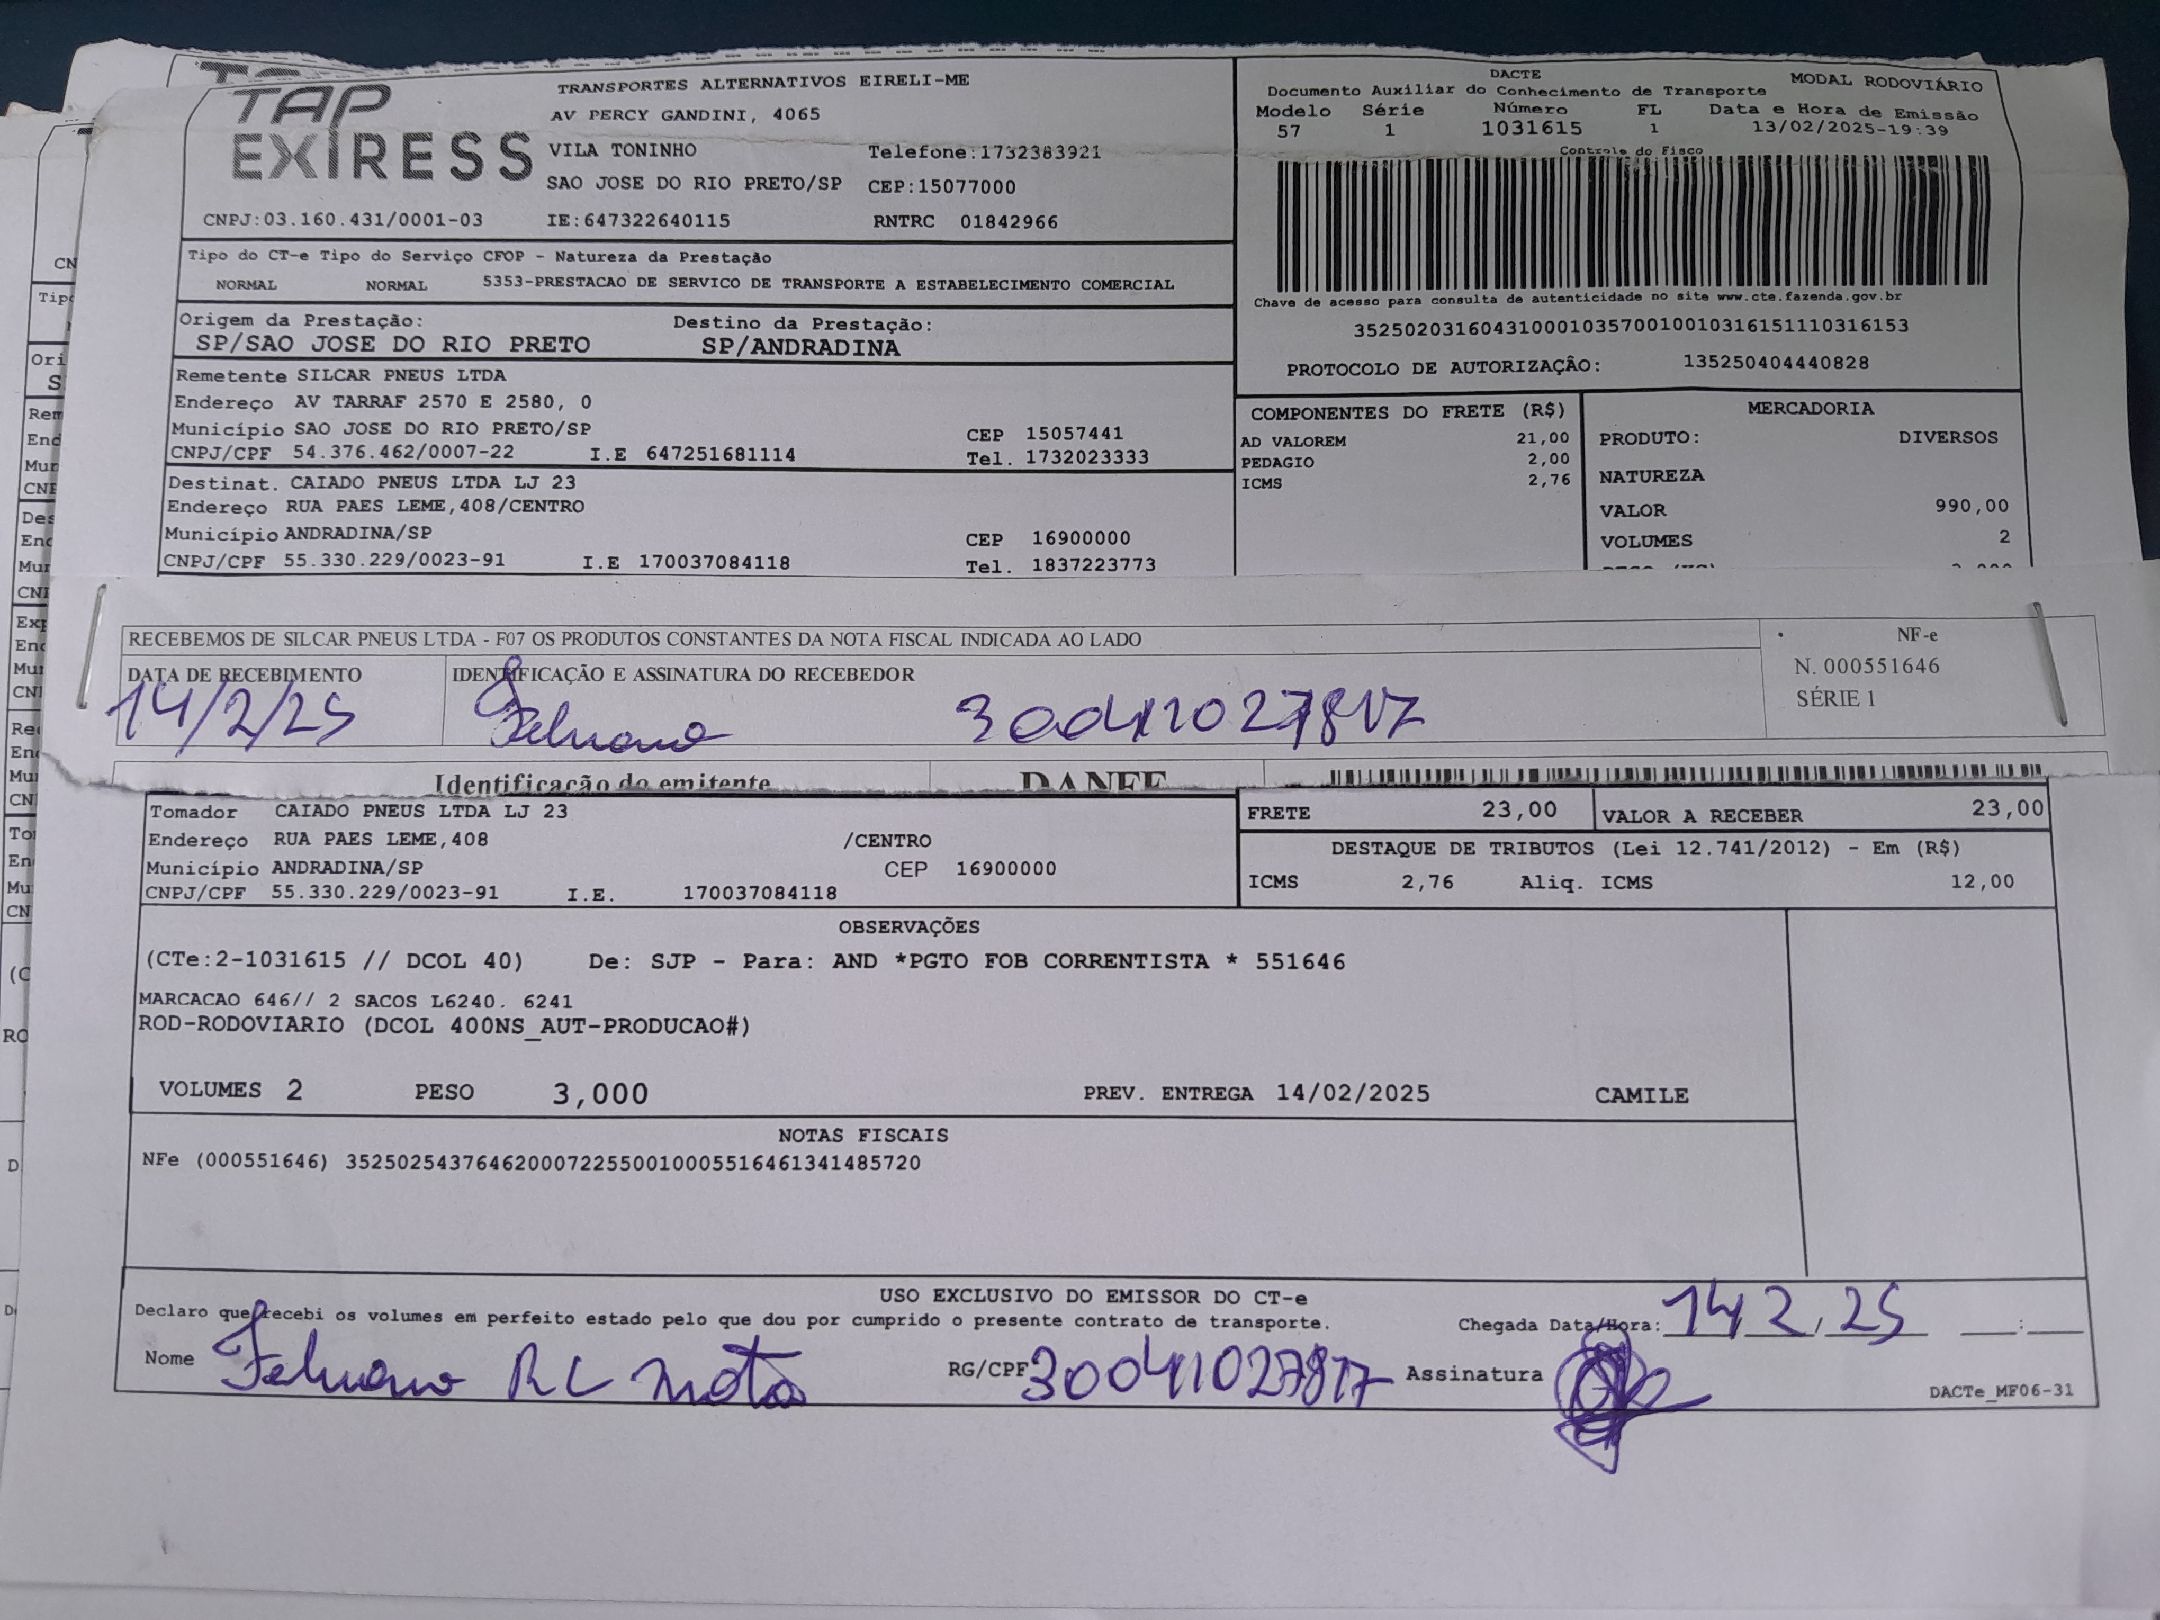 TAP
EXPRESS
TRANSPORTES ALTERNATIVOS EIRELI-ME
AV PERCY GANDINI, 4065
VILA TONINHO Telefone:1732383921
SAO JOSE DO RIO PRETO/SP CEP:15077000
CNPJ:03.160.431/0001-03 IE:647322640115 RNTRC 01842966
DACTE MODAL RODOVIÁRIO
Documento Auxiliar do Conhecimento de Transporte
Modelo Série Número FL Data e Hora de Emissão
57 1 1031615 1 13/02/2025-19:39
Controle do Fisco
Chave de acesso para consulta de autenticidade no site www.cte.fazenda.gov.br
35250203160431000103570010010316151110316153
PROTOCOLO DE AUTORIZAÇÃO: 135250404440828
Tipo do CT-e Tipo do Serviço CFOP - Natureza da Prestação
NORMAL NORMAL 5353-PRESTACAO DE SERVICO DE TRANSPORTE A ESTABELECIMENTO COMERCIAL
Origem da Prestação: Destino da Prestação:
SP/SAO JOSE DO RIO PRETO SP/ANDRADINA
Remetente SILCAR PNEUS LTDA
Endereço AV TARRAF 2570 E 2580, 0
Município SAO JOSE DO RIO PRETO/SP CEP 15057441
CNPJ/CPF 54.376.462/0007-22 I.E 647251681114 Tel. 1732023333
Destinat. CAIADO PNEUS LTDA LJ 23
Endereço RUA PAES LEME,408/CENTRO
Município ANDRADINA/SP CEP 16900000
CNPJ/CPF 55.330.229/0023-91 I.E 170037084118 Tel. 1837223773
COMPONENTES DO FRETE (R$)
AD VALOREM 21,00
PEDAGIO 2,00
ICMS 2,76
MERCADORIA
PRODUTO: DIVERSOS
NATUREZA
VALOR 990,00
VOLUMES 2
RECEBEMOS DE SILCAR PNEUS LTDA - F07 OS PRODUTOS CONSTANTES DA NOTA FISCAL INDICADA AO LADO
DATA DE RECEBIMENTO IDENTIFICAÇÃO E ASSINATURA DO RECEBEDOR
14/2/25
NF-e
N. 000551646
SÉRIE 1
Identificação do emitente DANFE
Tomador CAIADO PNEUS LTDA LJ 23
Endereço RUA PAES LEME,408 /CENTRO
Município ANDRADINA/SP CEP 16900000
CNPJ/CPF 55.330.229/0023-91 I.E. 170037084118
FRETE 23,00 VALOR A RECEBER 23,00
DESTAQUE DE TRIBUTOS (Lei 12.741/2012) - Em (R$)
ICMS 2,76 Aliq. ICMS 12,00
OBSERVAÇÕES
(CTe:2-1031615 // DCOL 40) De: SJP - Para: AND *PGTO FOB CORRENTISTA * 551646
MARCACAO 646// 2 SACOS L6240. 6241
ROD-RODOVIARIO (DCOL 400NS_AUT-PRODUCAO#)
VOLUMES 2 PESO 3,000 PREV. ENTREGA 14/02/2025 CAMILE
NOTAS FISCAIS
NFe (000551646) 35250254376462000722550010005516461341485720
USO EXCLUSIVO DO EMISSOR DO CT-e
Declaro que recebi os volumes em perfeito estado pelo que dou por cumprido o presente contrato de transporte. Chegada Data/Hora: 14 2 / 25 :
Nome RL mota RG/CPF 30041027817 Assinatura
DACTe_MF06-31